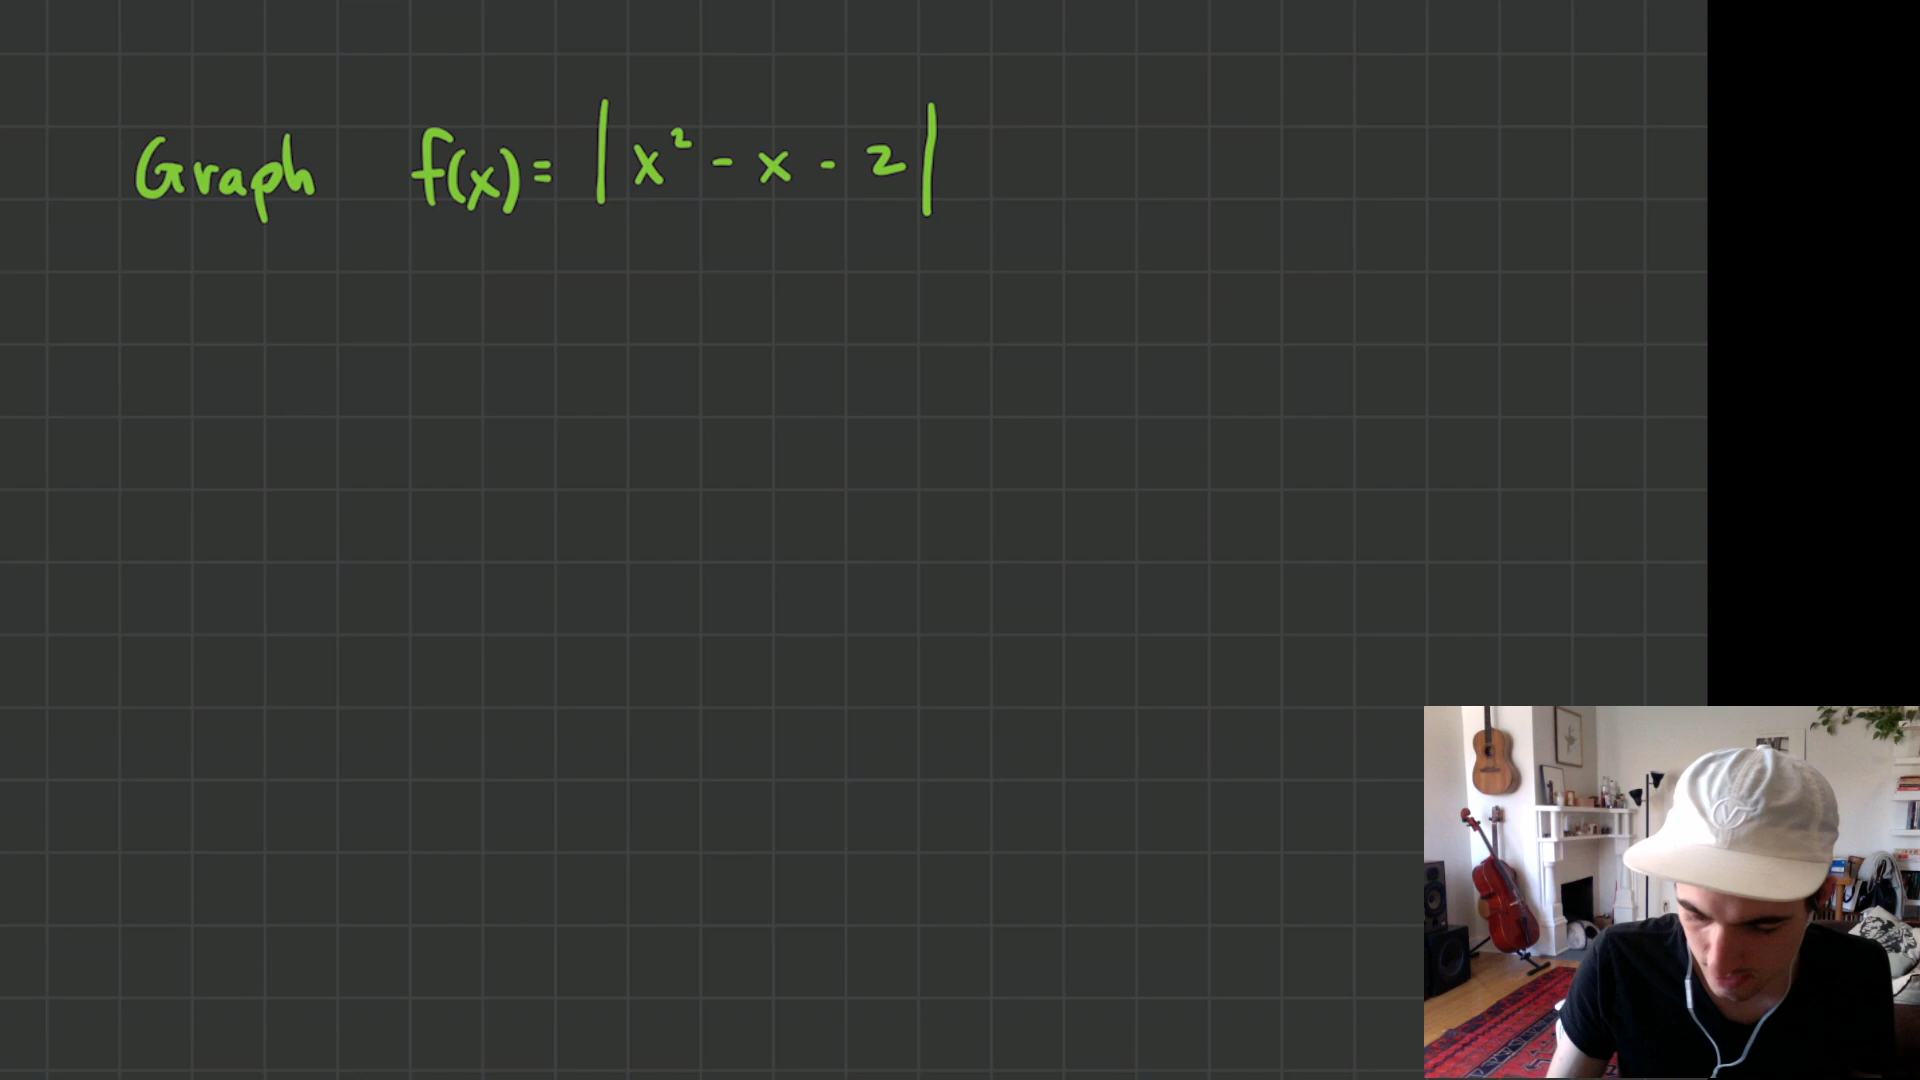 Graph f(x) = | x² - x - 2 |